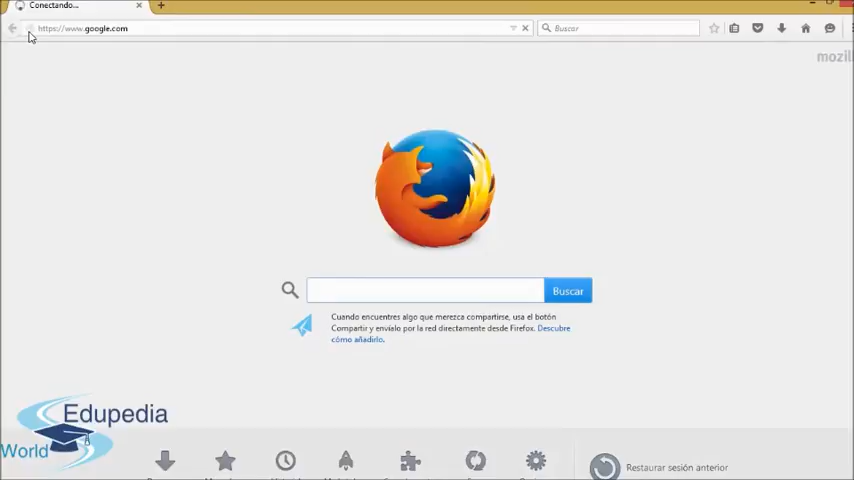 Conectando...
https://www.google.com
Buscar
mozil
Buscar
Cuando encuentres algo que merezca compartirse, usa el botón
Compartir y envíalo por la red directamente desde Firefox. Descubre
cómo añadirlo.
Edupedia
World
Restaurar sesión anterior